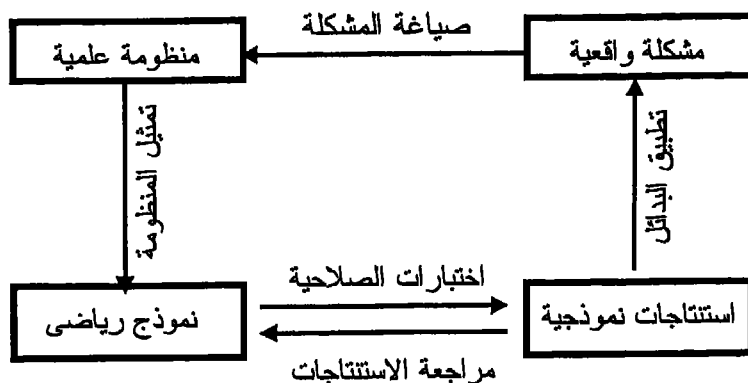 صياغة المشكلة
مشكلة واقعية
منظومة علمية
تمثيل المنظومة
تطبيق البدائل
اختبارات الصلاحية
استنتاجات نموذجية
نموذج رياضى
مراجعة الاستنتاجات